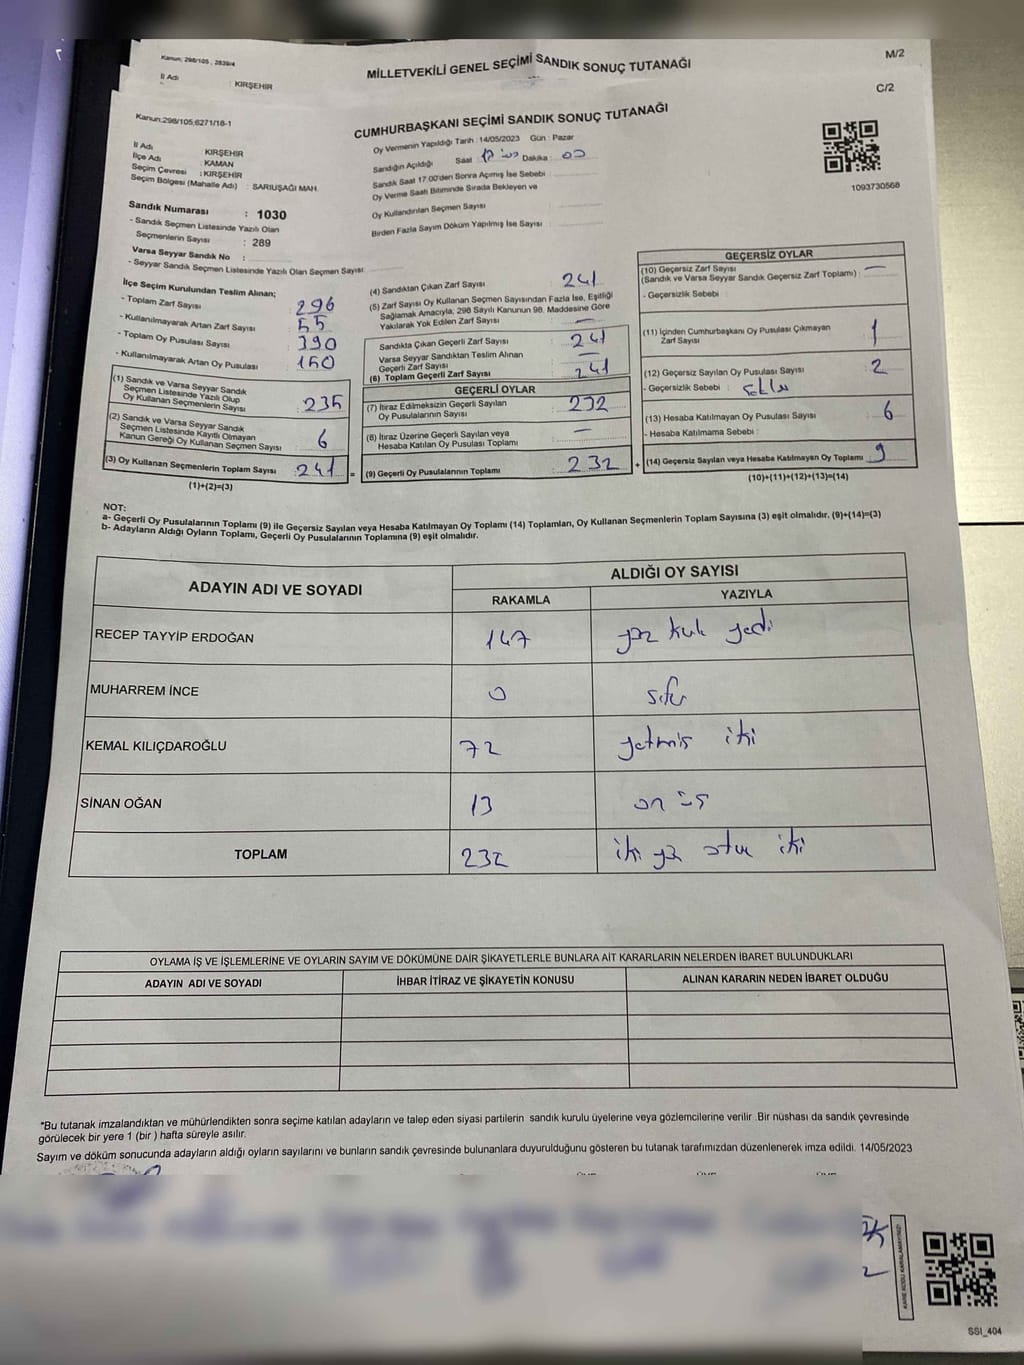 Kanun: 298/105 , 2839/4
MİLLETVEKİLİ GENEL SEÇİMİ SANDIK SONUÇ TUTANAĞI
M/2
İl Adı : KIRŞEHİR
C/2
Kanun:298/105;6271/18-1
CUMHURBAŞKANI SEÇİMİ SANDIK SONUÇ TUTANAĞI
Oy Vermenin Yapıldığı Tarih : 14/05/2023 Gün : Pazar
Sandığın Açıldığı Saat : 17 Dakika : 00
Sandık Saat 17:00'den Sonra Açılmış İse Sebebi :
Oy Verme Saati Bitiminde Sırada Bekleyen ve
Oy Kullandırılan Seçmen Sayısı :
Birden Fazla Sayım Döküm Yapılmış İse Sayısı :
1093730568
İl Adı : KIRŞEHİR
İlçe Adı : KAMAN
Seçim Çevresi : KIRŞEHİR
Seçim Bölgesi (Mahalle Adı) : SARIUŞAĞI MAH.
Sandık Numarası : 1030
- Sandık Seçmen Listesinde Yazılı Olan
Seçmenlerin Sayısı : 289
Varsa Seyyar Sandık No :
- Seyyar Sandık Seçmen Listesinde Yazılı Olan Seçmen Sayısı:
İlçe Seçim Kurulundan Teslim Alınan;
- Toplam Zarf Sayısı : 296
- Kullanılmayarak Artan Zarf Sayısı : 55
- Toplam Oy Pusulası Sayısı : 390
- Kullanılmayarak Artan Oy Pusulası : 150
(1) Sandık ve Varsa Seyyar Sandık
Seçmen Listesinde Yazılı Olup
Oy Kullanan Seçmenlerin Sayısı : 235
(2) Sandık ve Varsa Seyyar Sandık
Seçmen Listesinde Kayıtlı Olmayan
Kanun Gereği Oy Kullanan Seçmen Sayısı : 6
(3) Oy Kullanan Seçmenlerin Toplam Sayısı : 241
(1)+(2)=(3)
(4) Sandıktan Çıkan Zarf Sayısı : 241
(5) Zarf Sayısı Oy Kullanan Seçmen Sayısından Fazla İse, Eşitliği
Sağlamak Amacıyla, 298 Sayılı Kanunun 98. Maddesine Göre
Yakılarak Yok Edilen Zarf Sayısı : —
Sandıkta Çıkan Geçerli Zarf Sayısı : 241
Varsa Seyyar Sandıktan Teslim Alınan
Geçerli Zarf Sayısı : —
(6) Toplam Geçerli Zarf Sayısı : 241
GEÇERLİ OYLAR
(7) İtiraz Edilmeksizin Geçerli Sayılan
Oy Pusulalarının Sayısı : 232
(8) İtiraz Üzerine Geçerli Sayılan veya
Hesaba Katılan Oy Pusulası Toplamı : —
= (9) Geçerli Oy Pusulalarının Toplamı : 232 +
GEÇERSİZ OYLAR
(10) Geçersiz Zarf Sayısı
(Sandık ve Varsa Seyyar Sandık Geçersiz Zarf Toplamı) : —
- Geçersizlik Sebebi :
(11) İçinden Cumhurbaşkanı Oy Pusulası Çıkmayan
Zarf Sayısı : 1
(12) Geçersiz Sayılan Oy Pusulası Sayısı : 2
- Geçersizlik Sebebi :
(13) Hesaba Katılmayan Oy Pusulası Sayısı : 6
- Hesaba Katılmama Sebebi :
(14) Geçersiz Sayılan veya Hesaba Katılmayan Oy Toplamı : 9
(10)+(11)+(12)+(13)=(14)
NOT:
a- Geçerli Oy Pusulalarının Toplamı (9) ile Geçersiz Sayılan veya Hesaba Katılmayan Oy Toplamı (14) Toplamları, Oy Kullanan Seçmenlerin Toplam Sayısına (3) eşit olmalıdır. (9)+(14)=(3)
b- Adayların Aldığı Oyların Toplamı, Geçerli Oy Pusulalarının Toplamına (9) eşit olmalıdır.
ADAYIN ADI VE SOYADI
ALDIĞI OY SAYISI
RAKAMLA YAZIYLA
RECEP TAYYİP ERDOĞAN 147 yüz kırk yedi
MUHARREM İNCE 0 sıfır
KEMAL KILIÇDAROĞLU 72 yetmiş iki
SİNAN OĞAN 13 on üç
TOPLAM 232 iki yüz otuz iki
OYLAMA İŞ VE İŞLEMLERİNE VE OYLARIN SAYIM VE DÖKÜMÜNE DAİR ŞİKAYETLERLE BUNLARA AİT KARARLARIN NELERDEN İBARET BULUNDUKLARI
ADAYIN ADI VE SOYADI İHBAR İTİRAZ VE ŞİKAYETİN KONUSU ALINAN KARARIN NEDEN İBARET OLDUĞU
*Bu tutanak imzalandıktan ve mühürlendikten sonra seçime katılan adayların ve talep eden siyasi partilerin sandık kurulu üyelerine veya gözlemcilerine verilir. Bir nüshası da sandık çevresinde
görülecek bir yere 1 (bir ) hafta süreyle asılır.
Sayım ve döküm sonucunda adayların aldığı oyların sayılarını ve bunların sandık çevresinde bulunanlara duyurulduğunu gösteren bu tutanak tarafımızdan düzenlenerek imza edildi. 14/05/2023
KARE KODU KARALAMAYINIZ!
SSI_404